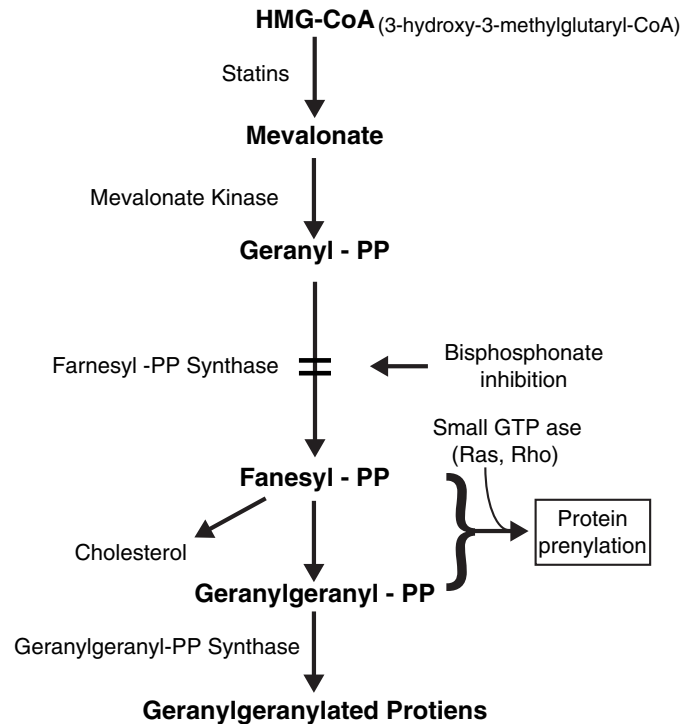 HMG-CoA (3-hydroxy-3-methylglutaryl-CoA)
Statins
Mevalonate
Mevalonate Kinase
Geranyl - PP
Farnesyl -PP Synthase
Bisphosphonate
inhibition
Small GTP ase
(Ras, Rho)
Fanesyl - PP
Protein
prenylation
Cholesterol
Geranylgeranyl - PP
Geranylgeranyl-PP Synthase
Geranylgeranylated Protiens